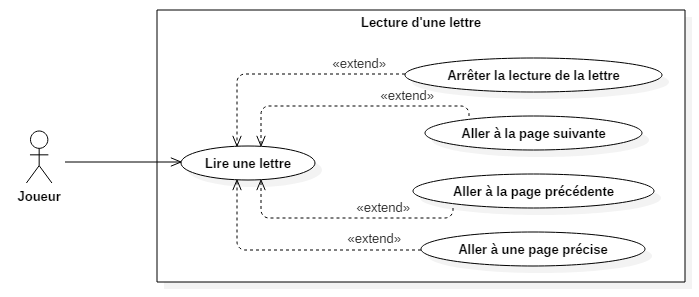 Lecture d'une lettre
«extend»
Arrêter la lecture de la lettre
«extend»
Aller à la page suivante
Lire une lettre
Joueur
Aller à la page précédente
«extend»
«extend»
Aller à une page précise